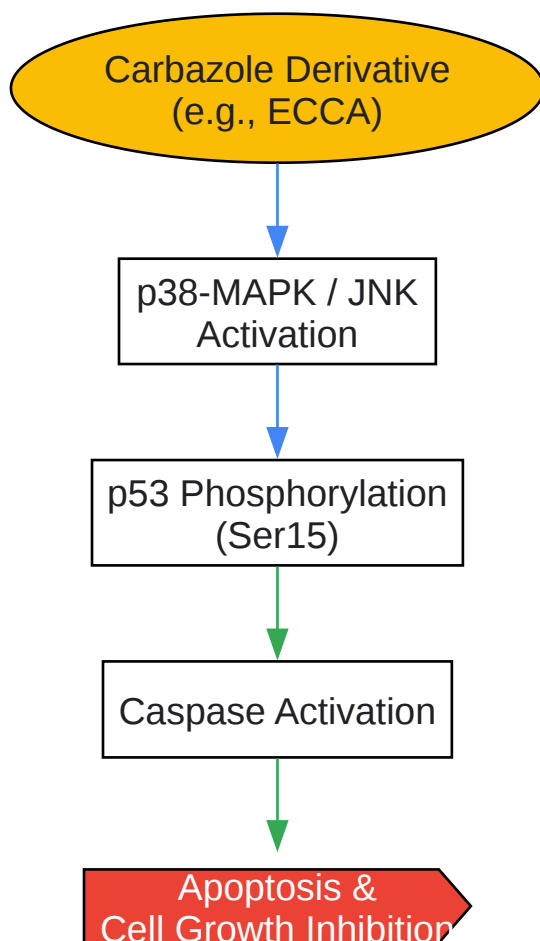 Carbazole Derivative
(e.g., ECCA)
p38-MAPK / JNK
Activation
p53 Phosphorylation
(Ser15)
Caspase Activation
Apoptosis &
Cell Growth Inhibition